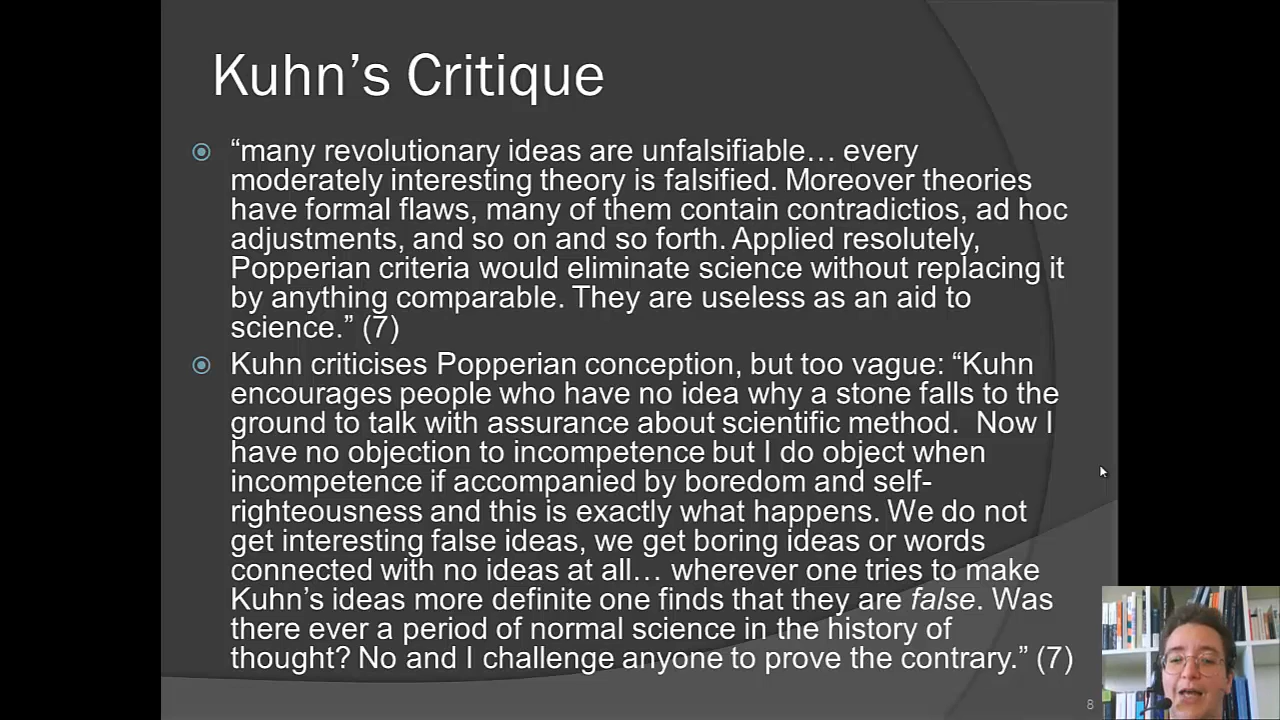 Kuhn’s Critique
“many revolutionary ideas are unfalsifiable… every
moderately interesting theory is falsified. Moreover theories
have formal flaws, many of them contain contradictios, ad hoc
adjustments, and so on and so forth. Applied resolutely,
Popperian criteria would eliminate science without replacing it
by anything comparable. They are useless as an aid to
science.” (7)
Kuhn criticises Popperian conception, but too vague: “Kuhn
encourages people who have no idea why a stone falls to the
ground to talk with assurance about scientific method.  Now I
have no objection to incompetence but I do object when
incompetence if accompanied by boredom and self-
righteousness and this is exactly what happens. We do not
get interesting false ideas, we get boring ideas or words
connected with no ideas at all… wherever one tries to make
Kuhn’s ideas more definite one finds that they are false. Was
there ever a period of normal science in the history of
thought? No and I challenge anyone to prove the contrary.” (7)
8